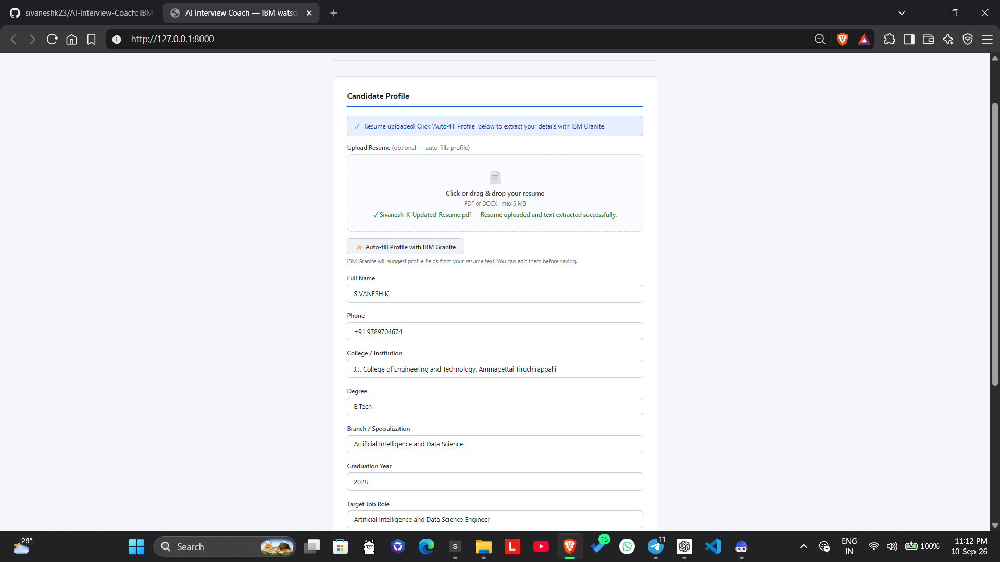 sivaneshk23/AI-Interview-Coach: IBM
AI Interview Coach — IBM watso
http://127.0.0.1:8000
Candidate Profile
✓ Resume uploaded! Click 'Auto-fill Profile' below to extract your details with IBM Granite.
Upload Resume (optional — auto-fills profile)
Click or drag & drop your resume
PDF or DOCX · max 5 MB
✓ Sivanesh_K_Updated_Resume.pdf — Resume uploaded and text extracted successfully.
✨ Auto-fill Profile with IBM Granite
IBM Granite will suggest profile fields from your resume text. You can edit them before saving.
Full Name
SIVANESH K
Phone
+91 9789704674
College / Institution
J.J. College of Engineering and Technology, Ammapettai Tiruchirappalli
Degree
B.Tech
Branch / Specialization
Artificial Intelligence and Data Science
Graduation Year
2028
Target Job Role
Artificial Intelligence and Data Science Engineer
29°
Search
S
L
15
11
ENG
IN
100%
11:12 PM
10-Sep-26